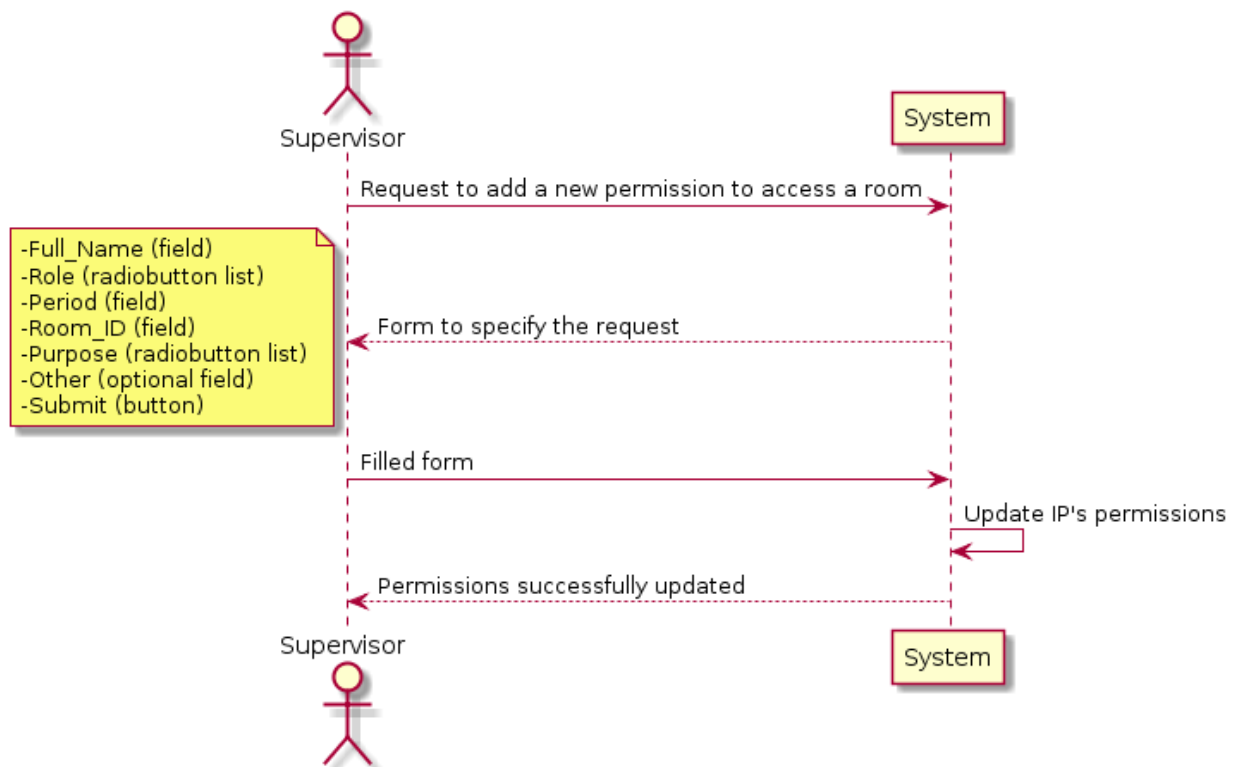 Supervisor
System
Request to add a new permission to access a room
-Full_Name (field)
-Role (radiobutton list)
-Period (field)
-Room_ID (field)
-Purpose (radiobutton list)
-Other (optional field)
-Submit (button)
Form to specify the request
Filled form
Update IP's permissions
Permissions successfully updated
Supervisor
System